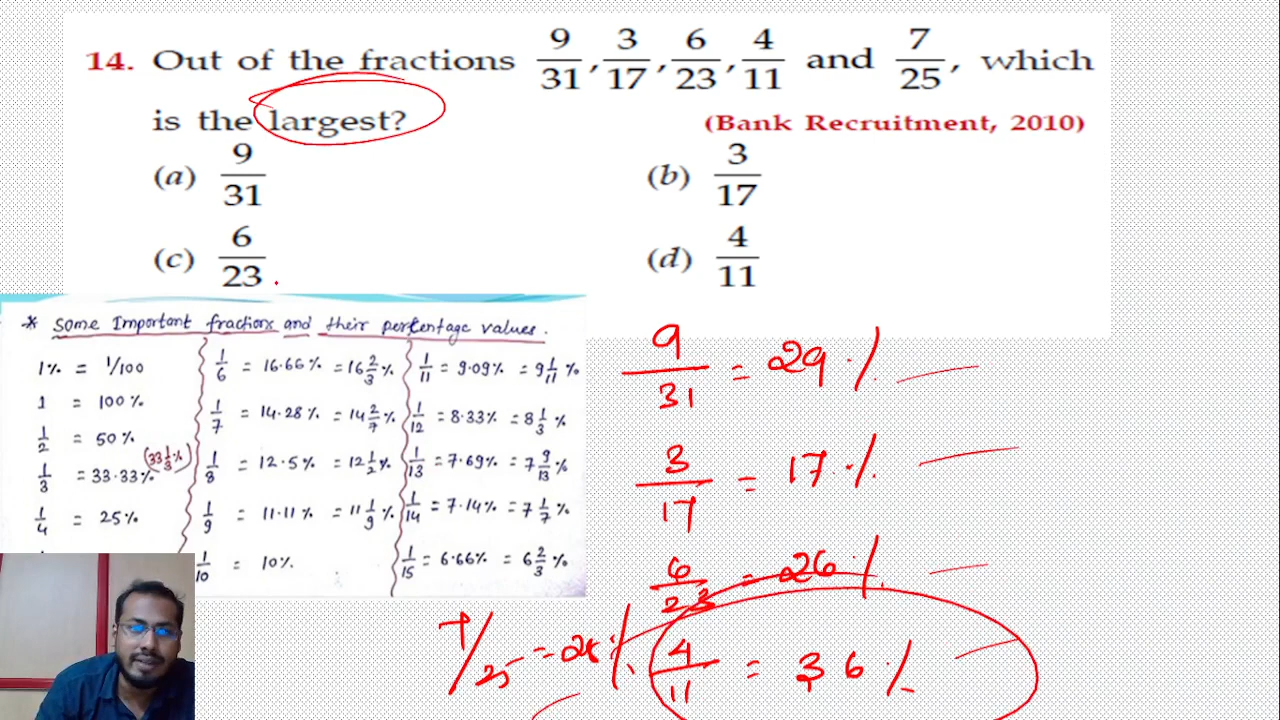 14. Out of the fractions 9/31, 3/17, 6/23, 4/11 and 7/25, which
is the largest?
(Bank Recruitment, 2010)
(a) 9/31
(b) 3/17
(c) 6/23
(d) 4/11
* Some Important fractions and their percentage values.
1% = 1/100
1 = 100%
1/2 = 50%
1/3 = 33.33% (33 1/3 %)
1/4 = 25%
1/6 = 16.66% = 16 2/3 %
1/7 = 14.28% = 14 2/7 %
1/8 = 12.5% = 12 1/2 %
1/9 = 11.11% = 11 1/9 %
1/10 = 10%
1/11 = 9.09% = 9 1/11 %
1/12 = 8.33% = 8 1/3 %
1/13 = 7.69% = 7 9/13 %
1/14 = 7.14% = 7 1/7 %
1/15 = 6.66% = 6 2/3 %
9/31 = 29%
3/17 = 17%
6/23 = 26%
4/11 = 36%